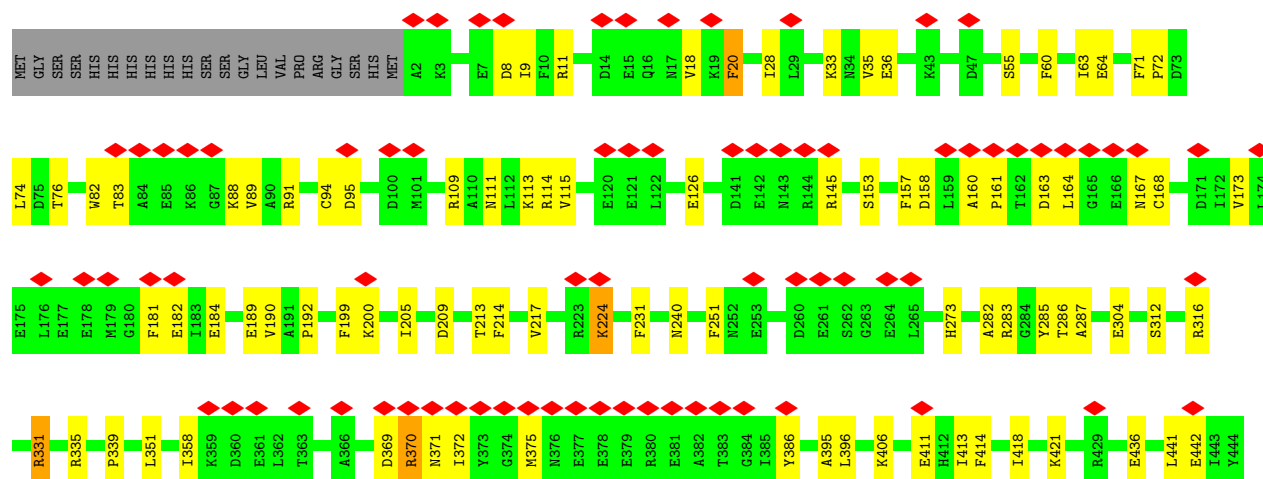 MET GLY SER SER HIS HIS HIS HIS HIS HIS SER SER GLY LEU VAL PRO ARG GLY SER HIS MET A2 K3 E7 D8 I9 F10 R11 D14 E15 Q16 N17 V18 K19 F20 I28 L29 K33 N34 V35 E36 K43 D47 S55 F60 I63 E64 F71 P72 D73
L74 D75 T76 W82 T83 A84 E85 K86 G87 K88 V89 A90 R91 C94 D95 D100 M101 R109 A110 N111 L112 K113 R114 V115 E120 E121 L122 E126 D141 E142 N143 R144 R145 S153 F157 D158 L159 A160 P161 T162 D163 L164 G165 E166 N167 C168 D171 I172 V173 L174
E175 L176 E177 E178 M179 G180 F181 E182 I183 E184 E189 V190 A191 P192 F199 K200 I205 D209 T213 F214 V217 R223 K224 F231 N240 F251 N252 E253 D260 E261 S262 G263 E264 L265 H273 A282 R283 G284 Y285 T286 A287 E304 S312 R316
R331 R335 P339 L351 I358 K359 D360 E361 L362 T363 A366 D369 R370 N371 I372 Y373 G374 M375 N376 E377 E378 E379 R380 E381 A382 T383 G384 I385 Y386 A395 L396 K406 E411 H412 I413 F414 I418 K421 R429 E436 L441 E442 I443 Y444